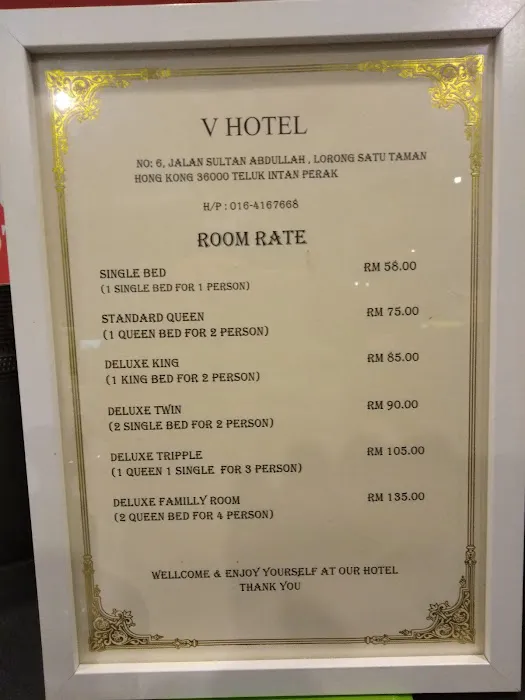 V HOTEL
NO: 6, JALAN SULTAN ABDULLAH , LORONG SATU TAMAN
HONG KONG 36000 TELUK INTAN PERAK
H/P : 016-4167668
ROOM RATE
SINGLE BED RM 58.00
(1 SINGLE BED FOR 1 PERSON)
STANDARD QUEEN RM 75.00
(1 QUEEN BED FOR 2 PERSON)
DELUXE KING RM 85.00
(1 KING BED FOR 2 PERSON)
DELUXE TWIN RM 90.00
(2 SINGLE BED FOR 2 PERSON)
DELUXE TRIPPLE RM 105.00
(1 QUEEN 1 SINGLE FOR 3 PERSON)
DELUXE FAMILLY ROOM RM 135.00
(2 QUEEN BED FOR 4 PERSON)
WELLCOME & ENJOY YOURSELF AT OUR HOTEL
THANK YOU